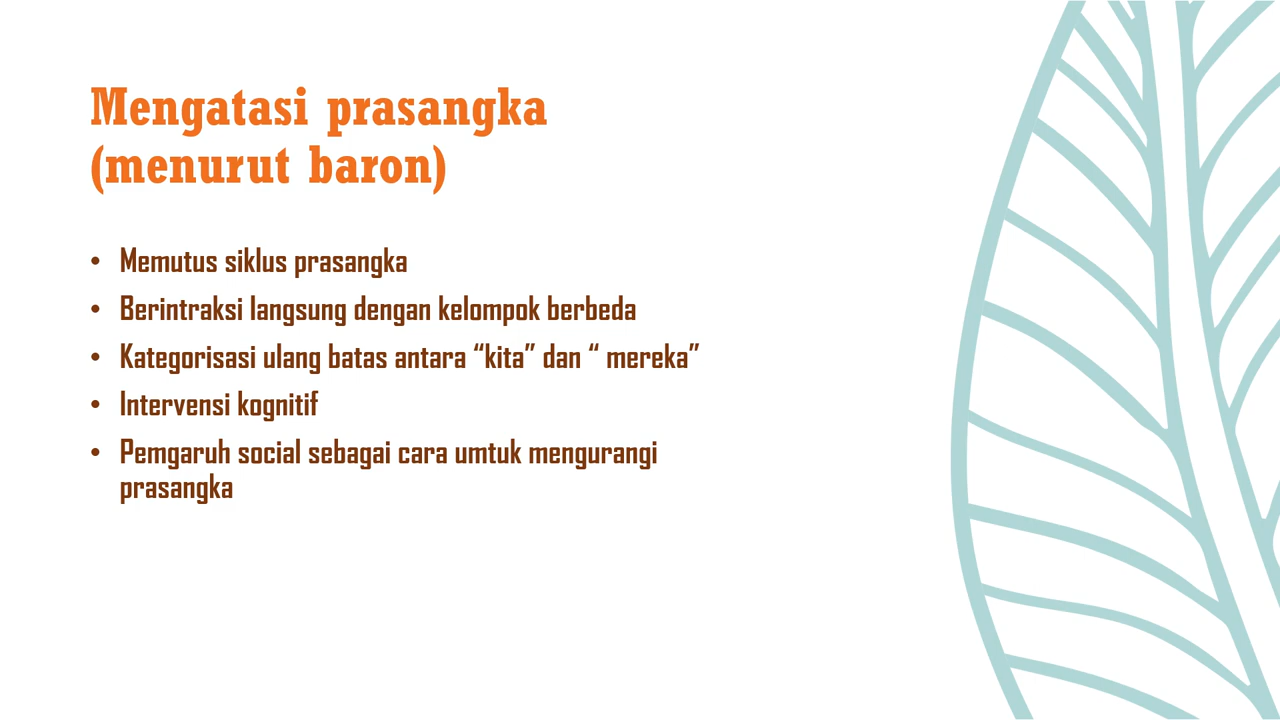 Mengatasi prasangka
(menurut baron)
• Memutus siklus prasangka
• Berintraksi langsung dengan kelompok berbeda
• Kategorisasi ulang batas antara “kita” dan “ mereka”
• Intervensi kognitif
• Pemgaruh social sebagai cara umtuk mengurangi
prasangka